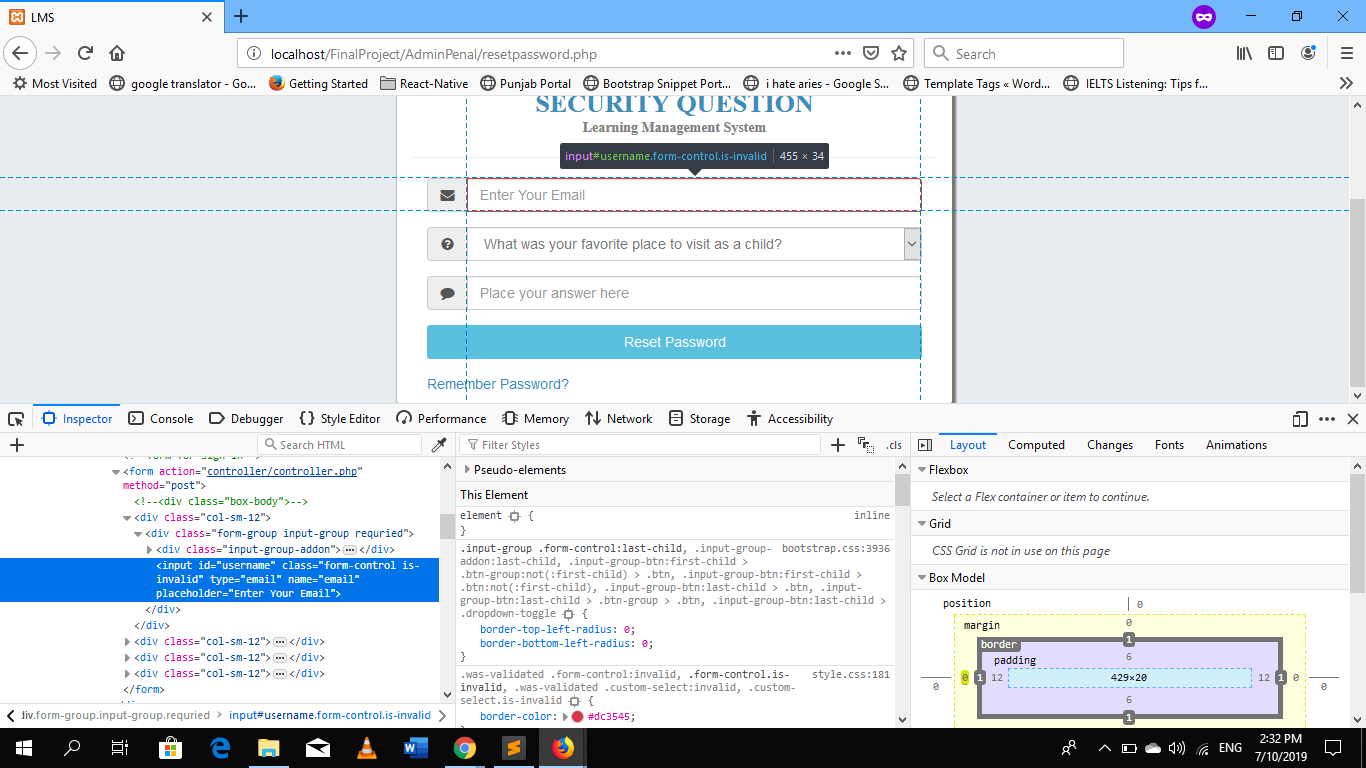 LMS
localhost/FinalProject/AdminPenal/resetpassword.php
Search
Most Visited google translator - Go... Getting Started React-Native Punjab Portal Bootstrap Snippet Port... i hate aries - Google S... Template Tags « Word... IELTS Listening: Tips f...
SECURITY QUESTION
Learning Management System
input#username.form-control.is-invalid 455 × 34
Enter Your Email
What was your favorite place to visit as a child?
Place your answer here
Reset Password
Remember Password?
Inspector Console Debugger Style Editor Performance Memory Network Storage Accessibility
Search HTML
<form action="controller/controller.php"
method="post">
<!--<div class="box-body">-->
<div class="col-sm-12">
<div class="form-group input-group requried">
<div class="input-group-addon"> </div>
<input id="username" class="form-control is-
invalid" type="email" name="email"
placeholder="Enter Your Email">
</div>
</div>
<div class="col-sm-12"> </div>
<div class="col-sm-12"> </div>
<div class="col-sm-12"> </div>
</form>
div.form-group.input-group.requried input#username.form-control.is-invalid
Filter Styles .cls
Pseudo-elements
This Element
element { inline
}
.input-group .form-control:last-child, .input-group- bootstrap.css:3936
addon:last-child, .input-group-btn:first-child >
.btn-group:not(:first-child) > .btn, .input-group-btn:first-child >
.btn:not(:first-child), .input-group-btn:last-child > .btn, .input-
group-btn:last-child > .btn-group > .btn, .input-group-btn:last-child >
.dropdown-toggle {
border-top-left-radius: 0;
border-bottom-left-radius: 0;
}
.was-validated .form-control:invalid, .form-control.is- style.css:181
invalid, .was-validated .custom-select:invalid, .custom-
select.is-invalid {
border-color: #dc3545;
Layout Computed Changes Fonts Animations
Flexbox
Select a Flex container or item to continue.
Grid
CSS Grid is not in use on this page
Box Model
position 0
margin 0
border 1
padding 6
0 0 1 12 429×20 12 1 0 0
6
1
ENG
2:32 PM
7/10/2019